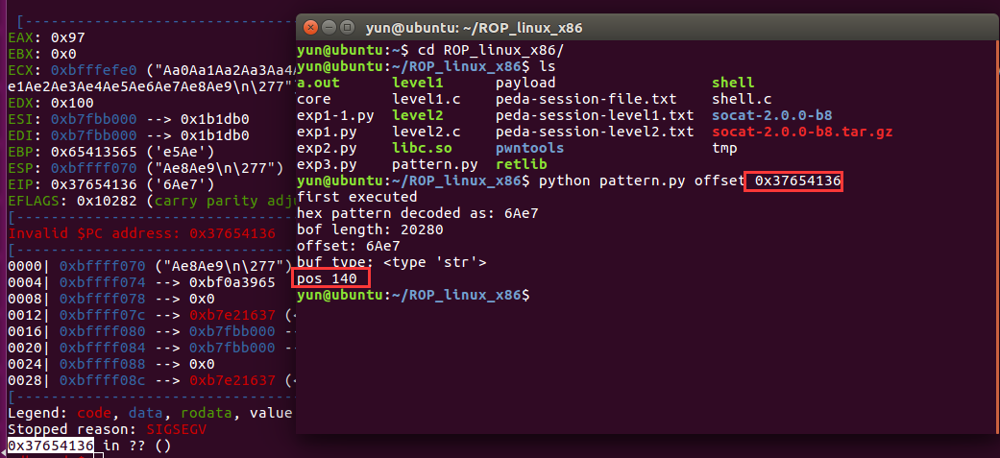 [----------------------------------
EAX: 0x97
EBX: 0x0
ECX: 0xbfffefe0 ("Aa0Aa1Aa2Aa3Aa4A
e1Ae2Ae3Ae4Ae5Ae6Ae7Ae8Ae9\n\277"
EDX: 0x100
ESI: 0xb7fbb000 --> 0x1b1db0
EDI: 0xb7fbb000 --> 0x1b1db0
EBP: 0x65413565 ('e5Ae')
ESP: 0xbffff070 ("Ae8Ae9\n\277")
EIP: 0x37654136 ('6Ae7')
EFLAGS: 0x10282 (carry parity adju
[----------------------------------
Invalid $PC address: 0x37654136
[----------------------------------
0000| 0xbffff070 ("Ae8Ae9\n\277")
0004| 0xbffff074 --> 0xbf0a3965
0008| 0xbffff078 --> 0x0
0012| 0xbffff07c --> 0xb7e21637 (<
0016| 0xbffff080 --> 0xb7fbb000 --
0020| 0xbffff084 --> 0xb7fbb000 --
0024| 0xbffff088 --> 0x0
0028| 0xbffff08c --> 0xb7e21637 (<
[----------------------------------
Legend: code, data, rodata, value
Stopped reason: SIGSEGV
0x37654136 in ?? ()
yun@ubuntu: ~/ROP_linux_x86
yun@ubuntu:~$ cd ROP_linux_x86/
yun@ubuntu:~/ROP_linux_x86$ ls
a.out level1 payload shell
core level1.c peda-session-file.txt shell.c
exp1-1.py level2 peda-session-level1.txt socat-2.0.0-b8
exp1.py level2.c peda-session-level2.txt socat-2.0.0-b8.tar.gz
exp2.py libc.so pwntools tmp
exp3.py pattern.py retlib
yun@ubuntu:~/ROP_linux_x86$ python pattern.py offset 0x37654136
first executed
hex pattern decoded as: 6Ae7
bof length: 20280
offset: 6Ae7
buf type: <type 'str'>
pos 140
yun@ubuntu:~/ROP_linux_x86$